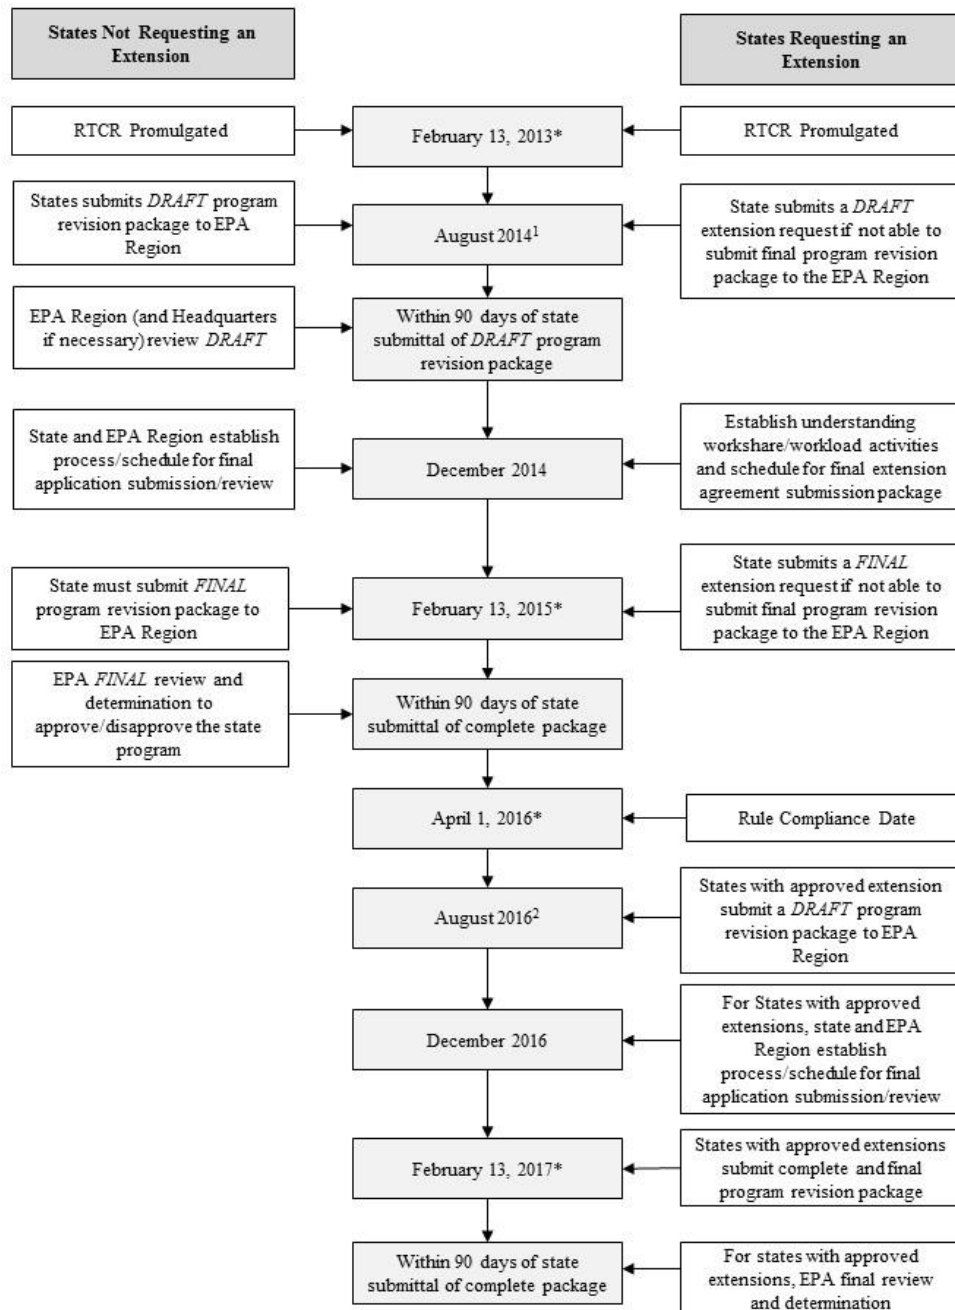 States Not Requesting an
Extension
States Requesting an
Extension
RTCR Promulgated
February 13, 2013*
RTCR Promulgated
States submits DRAFT program
revision package to EPA
Region
August 2014¹
State submits a DRAFT
extension request if not able to
submit final program revision
package to the EPA Region
EPA Region (and Headquarters
if necessary) review DRAFT
Within 90 days of state
submittal of DRAFT program
revision package
State and EPA Region establish
process/schedule for final
application submission/review
December 2014
Establish understanding
workshare/workload activities
and schedule for final extension
agreement submission package
State must submit FINAL
program revision package to
EPA Region
February 13, 2015*
State submits a FINAL
extension request if not able to
submit final program revision
package to the EPA Region
EPA FINAL review and
determination to
approve/disapprove the state
program
Within 90 days of state
submittal of complete package
April 1, 2016*
Rule Compliance Date
August 2016²
States with approved extension
submit a DRAFT program
revision package to EPA
Region
December 2016
For States with approved
extensions, state and EPA
Region establish
process/schedule for final
application submission/review
February 13, 2017*
States with approved extensions
submit complete and final
program revision package
Within 90 days of state
submittal of complete package
For states with approved
extensions, EPA final review
and determination